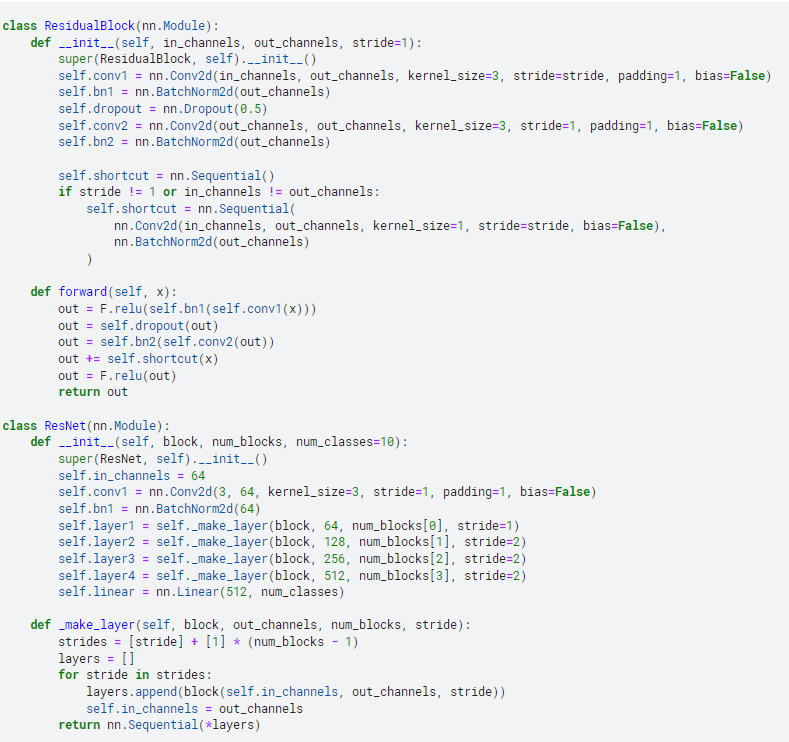 class ResidualBlock(nn.Module):
    def __init__(self, in_channels, out_channels, stride=1):
        super(ResidualBlock, self).__init__()
        self.conv1 = nn.Conv2d(in_channels, out_channels, kernel_size=3, stride=stride, padding=1, bias=False)
        self.bn1 = nn.BatchNorm2d(out_channels)
        self.dropout = nn.Dropout(0.5)
        self.conv2 = nn.Conv2d(out_channels, out_channels, kernel_size=3, stride=1, padding=1, bias=False)
        self.bn2 = nn.BatchNorm2d(out_channels)

        self.shortcut = nn.Sequential()
        if stride != 1 or in_channels != out_channels:
            self.shortcut = nn.Sequential(
                nn.Conv2d(in_channels, out_channels, kernel_size=1, stride=stride, bias=False),
                nn.BatchNorm2d(out_channels)
            )

    def forward(self, x):
        out = F.relu(self.bn1(self.conv1(x)))
        out = self.dropout(out)
        out = self.bn2(self.conv2(out))
        out += self.shortcut(x)
        out = F.relu(out)
        return out

class ResNet(nn.Module):
    def __init__(self, block, num_blocks, num_classes=10):
        super(ResNet, self).__init__()
        self.in_channels = 64
        self.conv1 = nn.Conv2d(3, 64, kernel_size=3, stride=1, padding=1, bias=False)
        self.bn1 = nn.BatchNorm2d(64)
        self.layer1 = self._make_layer(block, 64, num_blocks[0], stride=1)
        self.layer2 = self._make_layer(block, 128, num_blocks[1], stride=2)
        self.layer3 = self._make_layer(block, 256, num_blocks[2], stride=2)
        self.layer4 = self._make_layer(block, 512, num_blocks[3], stride=2)
        self.linear = nn.Linear(512, num_classes)

    def _make_layer(self, block, out_channels, num_blocks, stride):
        strides = [stride] + [1] * (num_blocks - 1)
        layers = []
        for stride in strides:
            layers.append(block(self.in_channels, out_channels, stride))
            self.in_channels = out_channels
        return nn.Sequential(*layers)